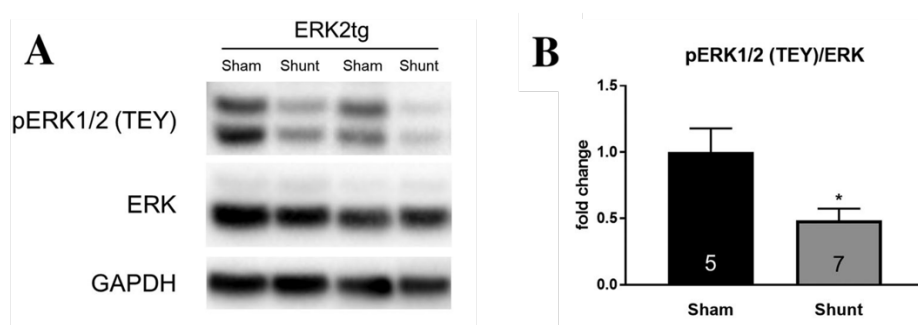 A
ERK2tg
Sham Shunt Sham Shunt
pERK1/2 (TEY)
ERK
GAPDH
B
pERK1/2 (TEY)/ERK
fold change
1.5
1.0
0.5
0.0
*
5
7
Sham Shunt